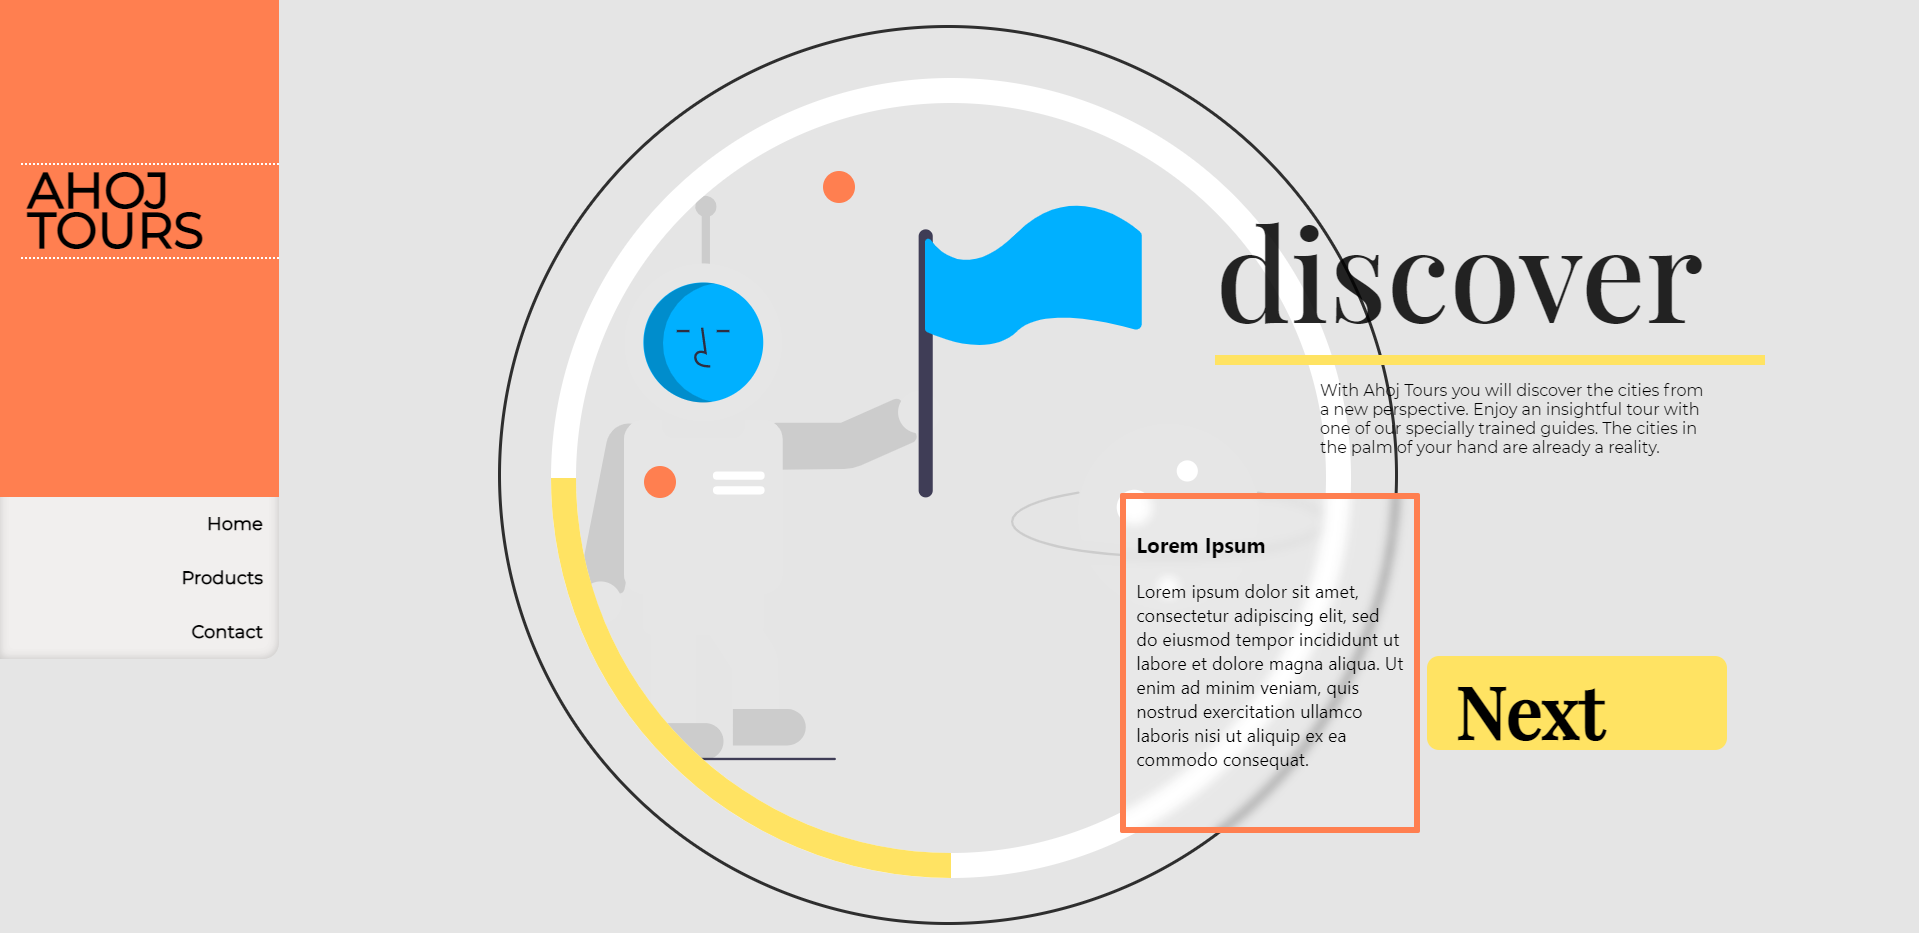 AHOJ
TOURS
Home
Products
Contact
discover
With Ahoj Tours you will discover the cities from
a new perspective. Enjoy an insightful tour with
one of our specially trained guides. The cities in
the palm of your hand are already a reality.
Lorem Ipsum
Lorem ipsum dolor sit amet,
consectetur adipiscing elit, sed
do eiusmod tempor incididunt ut
labore et dolore magna aliqua. Ut
enim ad minim veniam, quis
nostrud exercitation ullamco
laboris nisi ut aliquip ex ea
commodo consequat.
Next